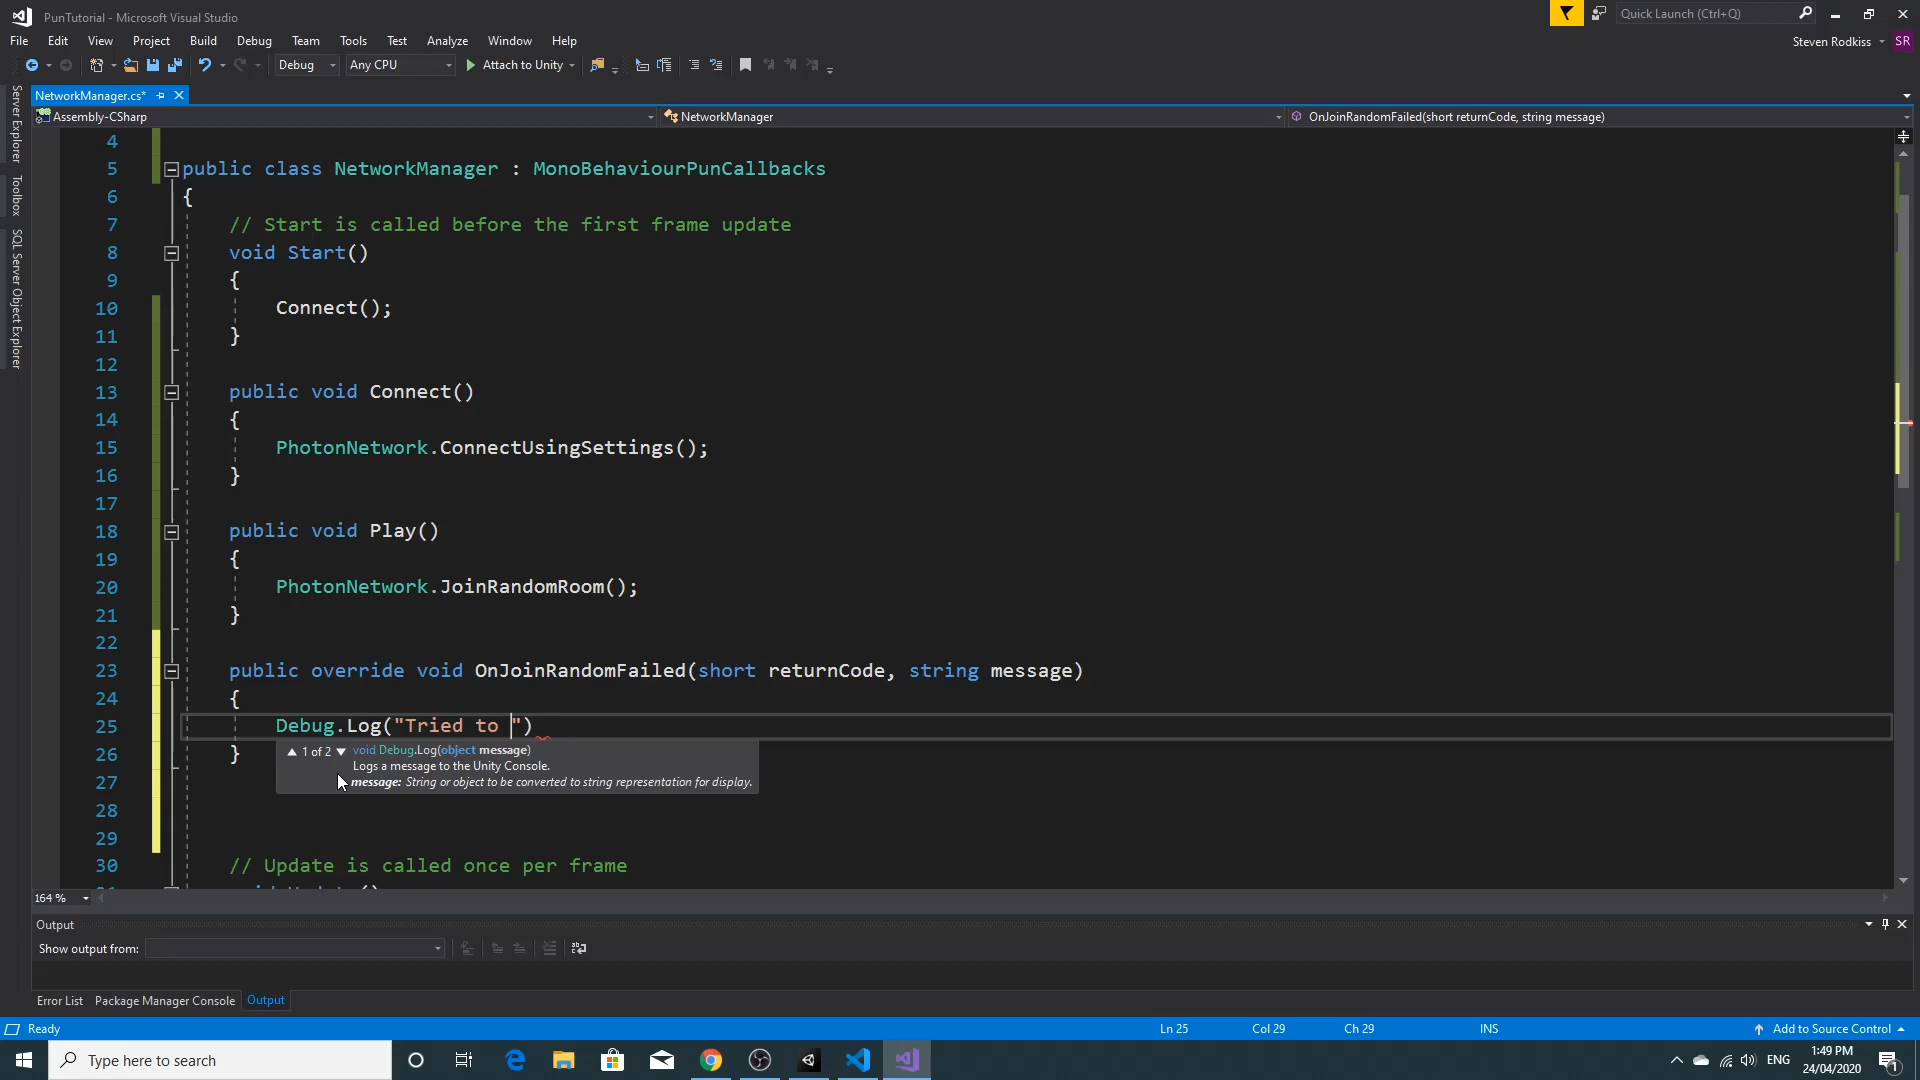 PunTutorial - Microsoft Visual Studio
Quick Launch (Ctrl+Q)
File Edit View Project Build Debug Team Tools Test Analyze Window Help
Steven Rodkiss SR
Debug Any CPU Attach to Unity
NetworkManager.cs*
Assembly-CSharp NetworkManager OnJoinRandomFailed(short returnCode, string message)
Server Explorer
Toolbox
SQL Server Object Explorer
4
5 public class NetworkManager : MonoBehaviourPunCallbacks
6 {
7 // Start is called before the first frame update
8 void Start()
9 {
10 Connect();
11 }
12
13 public void Connect()
14 {
15 PhotonNetwork.ConnectUsingSettings();
16 }
17
18 public void Play()
19 {
20 PhotonNetwork.JoinRandomRoom();
21 }
22
23 public override void OnJoinRandomFailed(short returnCode, string message)
24 {
25 Debug.Log("Tried to ")
26 }
1 of 2 void Debug.Log(object message)
Logs a message to the Unity Console.
message: String or object to be converted to string representation for display.
27
28
29
30 // Update is called once per frame
164 %
Output
Show output from:
Error List Package Manager Console Output
Ready Ln 25 Col 29 Ch 29 INS Add to Source Control
Type here to search
ENG
1:49 PM
24/04/2020
1